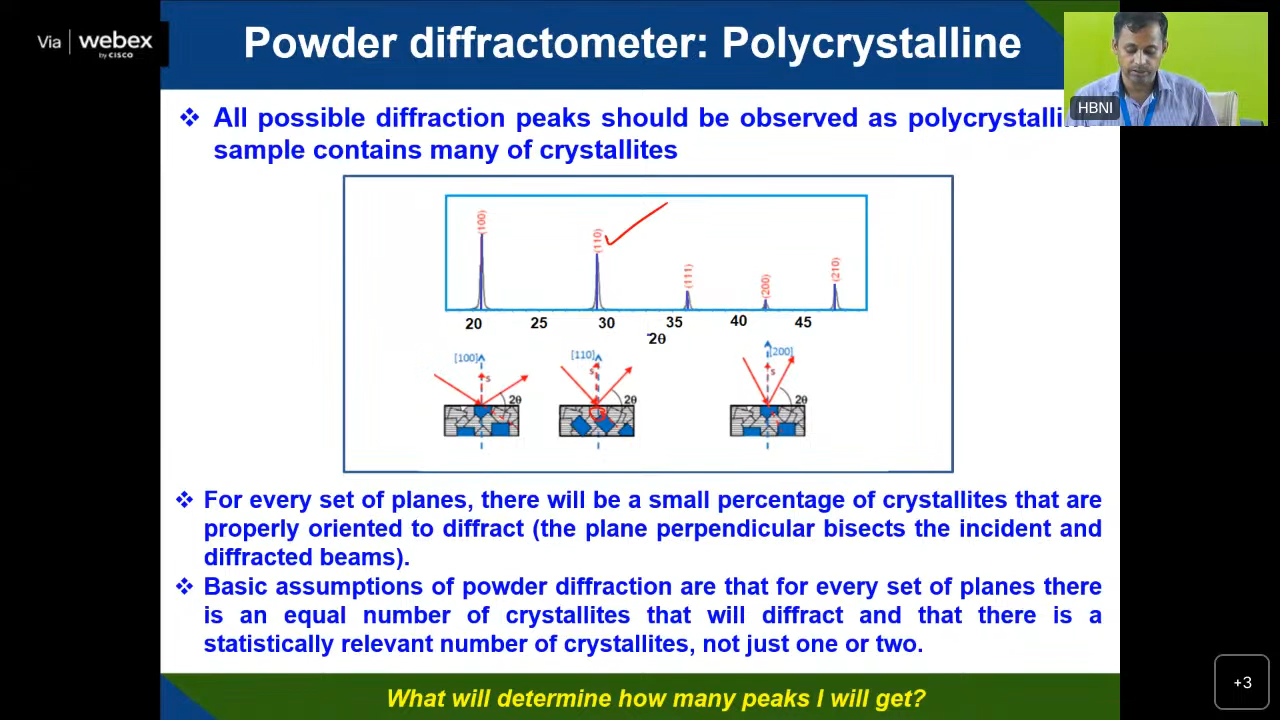 Via | webex
by CISCO
Powder diffractometer: Polycrystalline
HBNI
❖ All possible diffraction peaks should be observed as
sample contains many of crystallites
(100)
(110)
(111)
(200)
(210)
20 25 30 35 40 45
2θ
[100] [110] [200]
s s s
2θ 2θ 2θ
❖ For every set of planes, there will be a small percentage of crystallites that are
properly oriented to diffract (the plane perpendicular bisects the incident and
diffracted beams).
❖ Basic assumptions of powder diffraction are that for every set of planes there
is an equal number of crystallites that will diffract and that there is a
statistically relevant number of crystallites, not just one or two.
What will determine how many peaks I will get?
+3